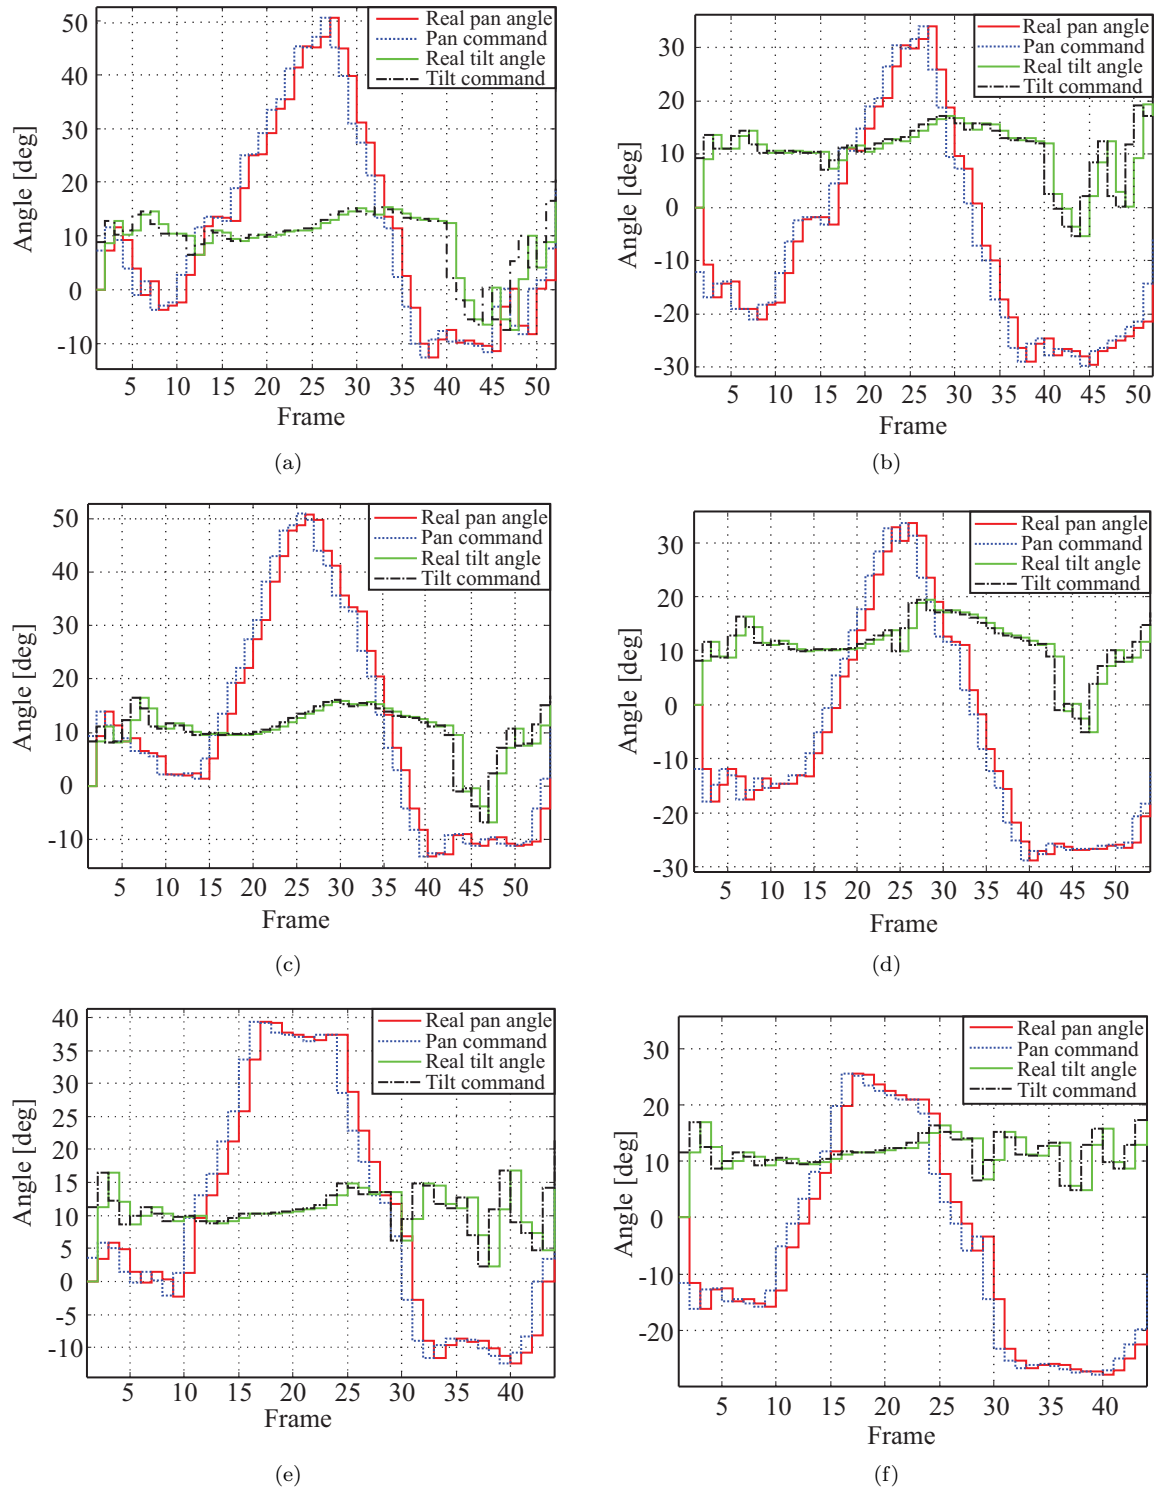 50
40
30
20
10
0
-10
Angle [deg]
Real pan angle
Pan command
Real tilt angle
Tilt command
5 10 15 20 25 30 35 40 45 50
Frame
(a)
30
20
10
0
-10
-20
-30
Angle [deg]
Real pan angle
Pan command
Real tilt angle
Tilt command
5 10 15 20 25 30 35 40 45 50
Frame
(b)
50
40
30
20
10
0
-10
Angle [deg]
Real pan angle
Pan command
Real tilt angle
Tilt command
5 10 15 20 25 30 35 40 45 50
Frame
(c)
30
20
10
0
-10
-20
-30
Angle [deg]
Real pan angle
Pan command
Real tilt angle
Tilt command
5 10 15 20 25 30 35 40 45 50
Frame
(d)
40
35
30
25
20
15
10
5
0
-5
-10
Angle [deg]
Real pan angle
Pan command
Real tilt angle
Tilt command
5 10 15 20 25 30 35 40
Frame
(e)
30
20
10
0
-10
-20
Angle [deg]
Real pan angle
Pan command
Real tilt angle
Tilt command
5 10 15 20 25 30 35 40
Frame
(f)